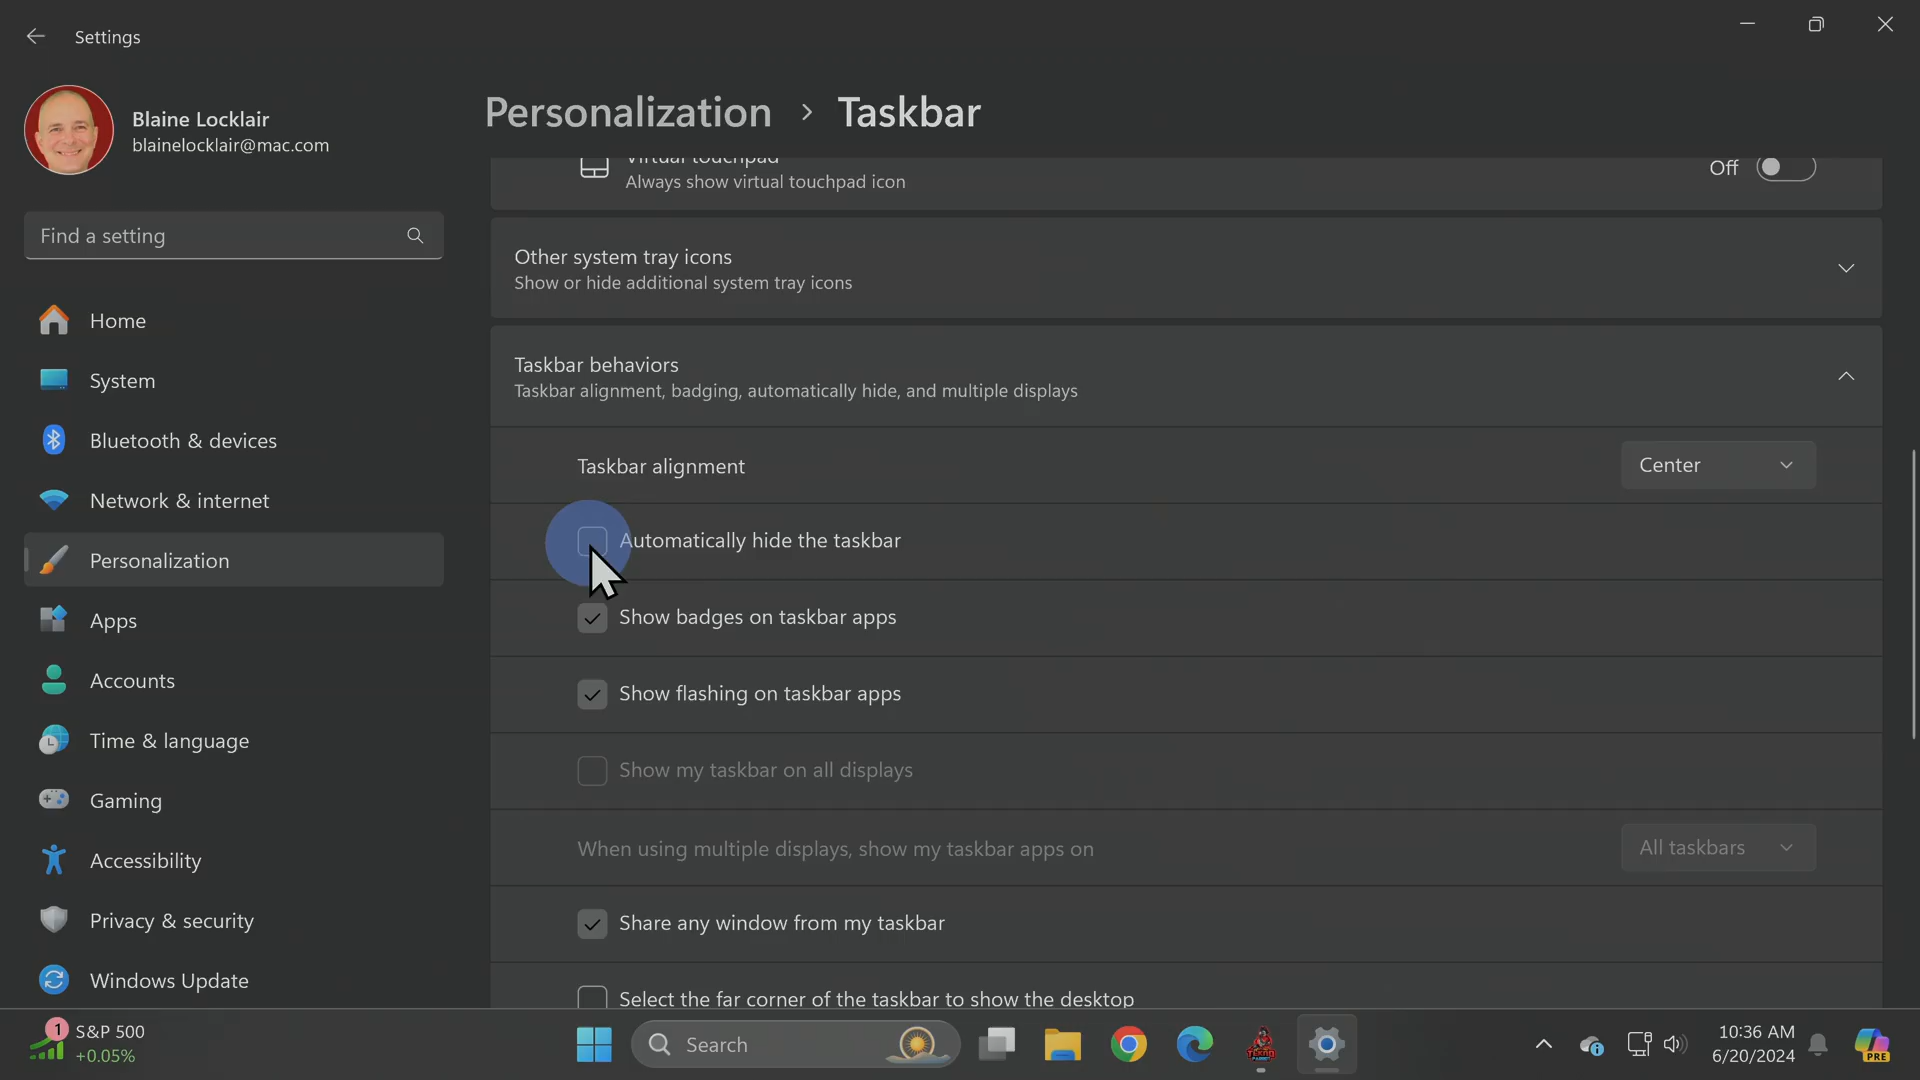 Settings
Blaine Locklair
blainelocklair@mac.com
Find a setting
Home
System
Bluetooth & devices
Network & internet
Personalization
Apps
Accounts
Time & language
Gaming
Accessibility
Privacy & security
Windows Update
Personalization > Taskbar
Virtual touchpad
Always show virtual touchpad icon
Off
Other system tray icons
Show or hide additional system tray icons
Taskbar behaviors
Taskbar alignment, badging, automatically hide, and multiple displays
Taskbar alignment
Center
Automatically hide the taskbar
Show badges on taskbar apps
Show flashing on taskbar apps
Show my taskbar on all displays
When using multiple displays, show my taskbar apps on
All taskbars
Share any window from my taskbar
Select the far corner of the taskbar to show the desktop
1
S&P 500
+0.05%
Search
10:36 AM
6/20/2024
PRE